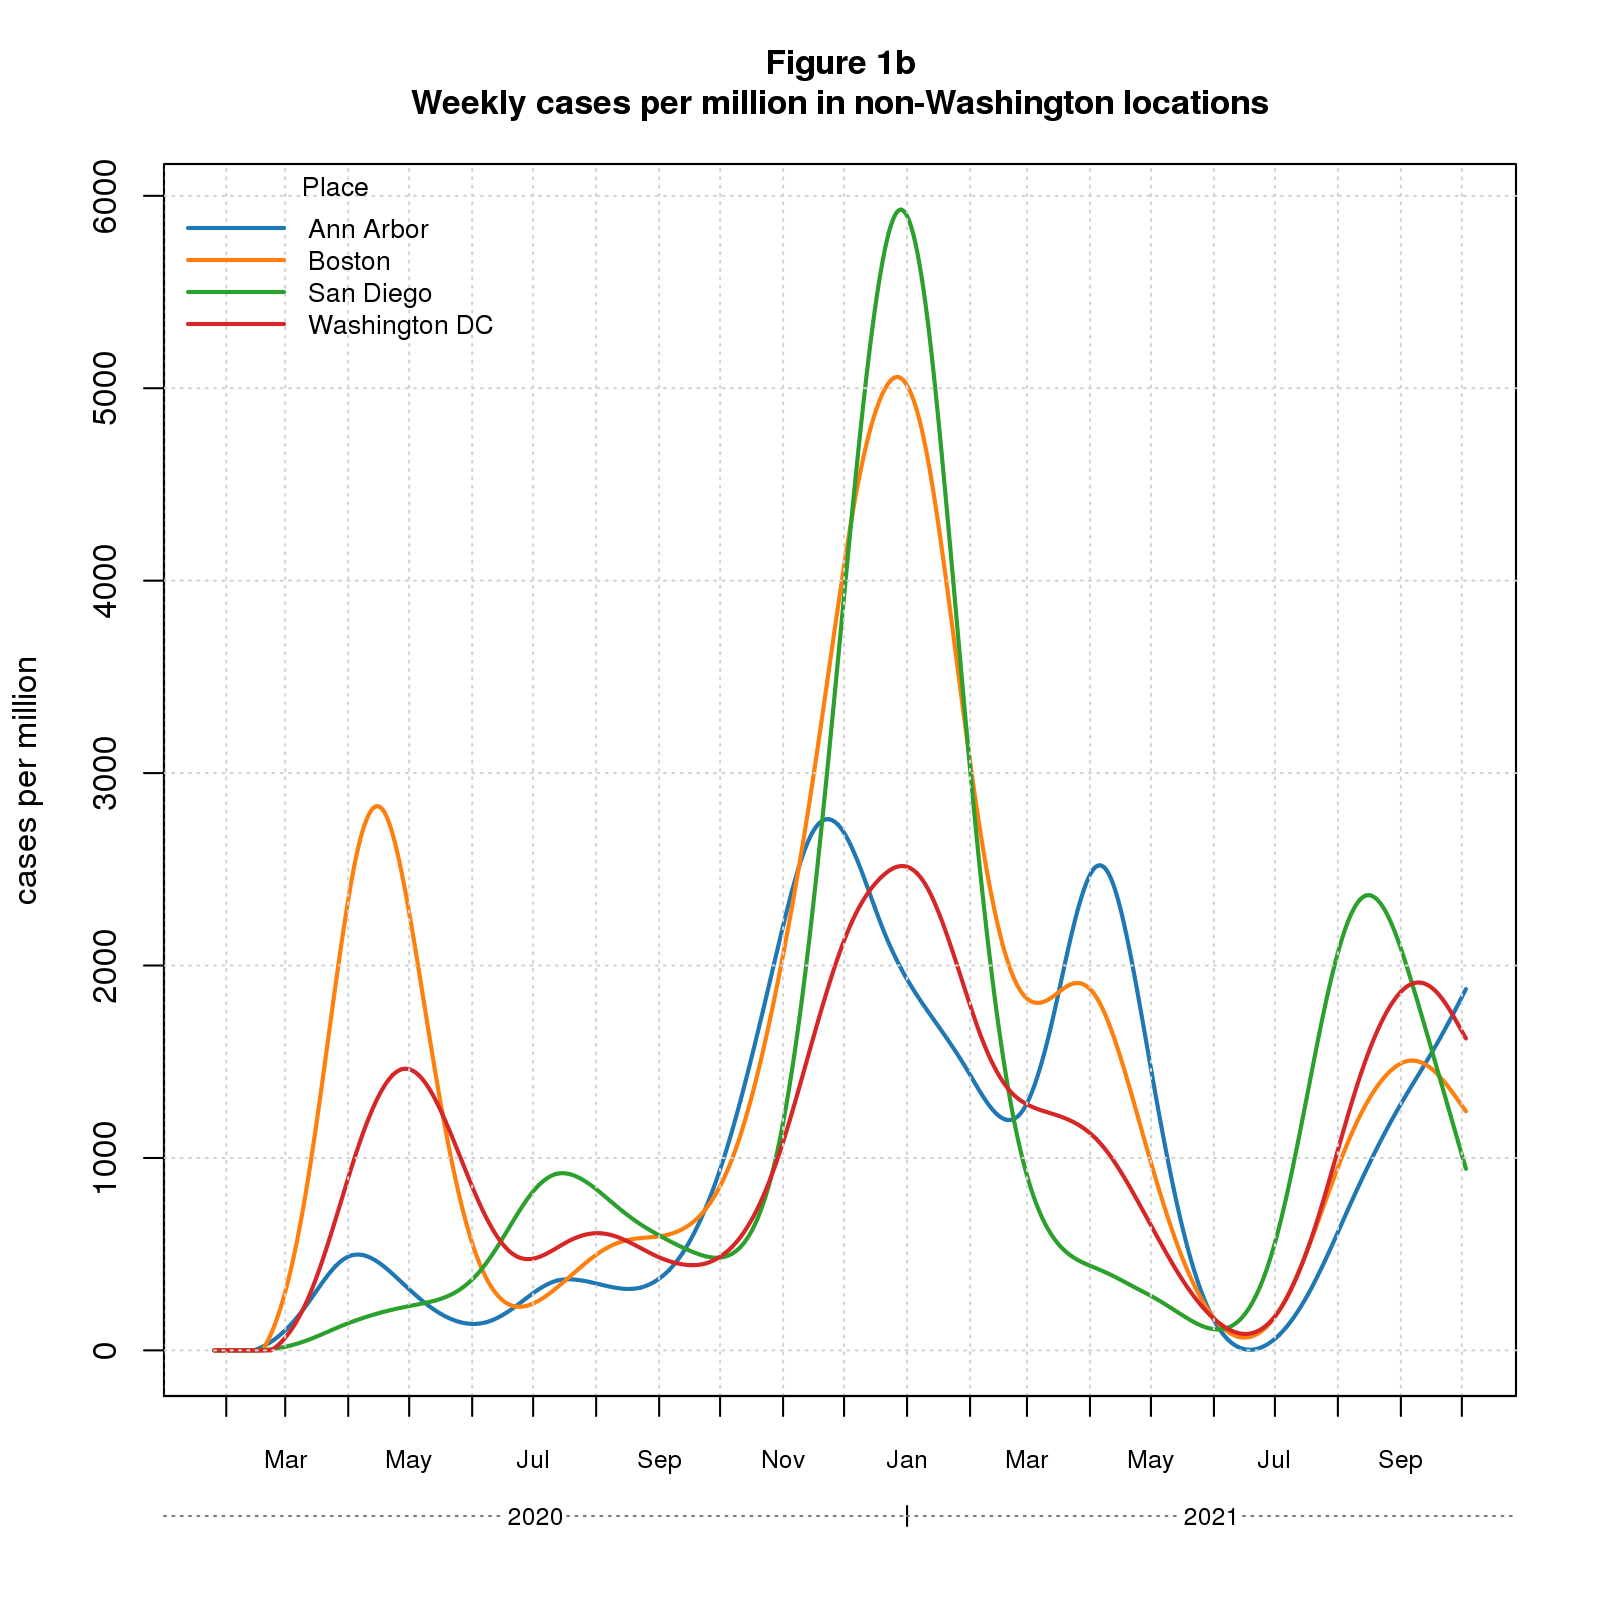 Figure 1b
Weekly cases per million in non-Washington locations
Place
Ann Arbor
Boston
San Diego
Washington DC
cases per million
6000
5000
4000
3000
2000
1000
0
Mar May Jul Sep Nov Jan Mar May Jul Sep
2020 2021